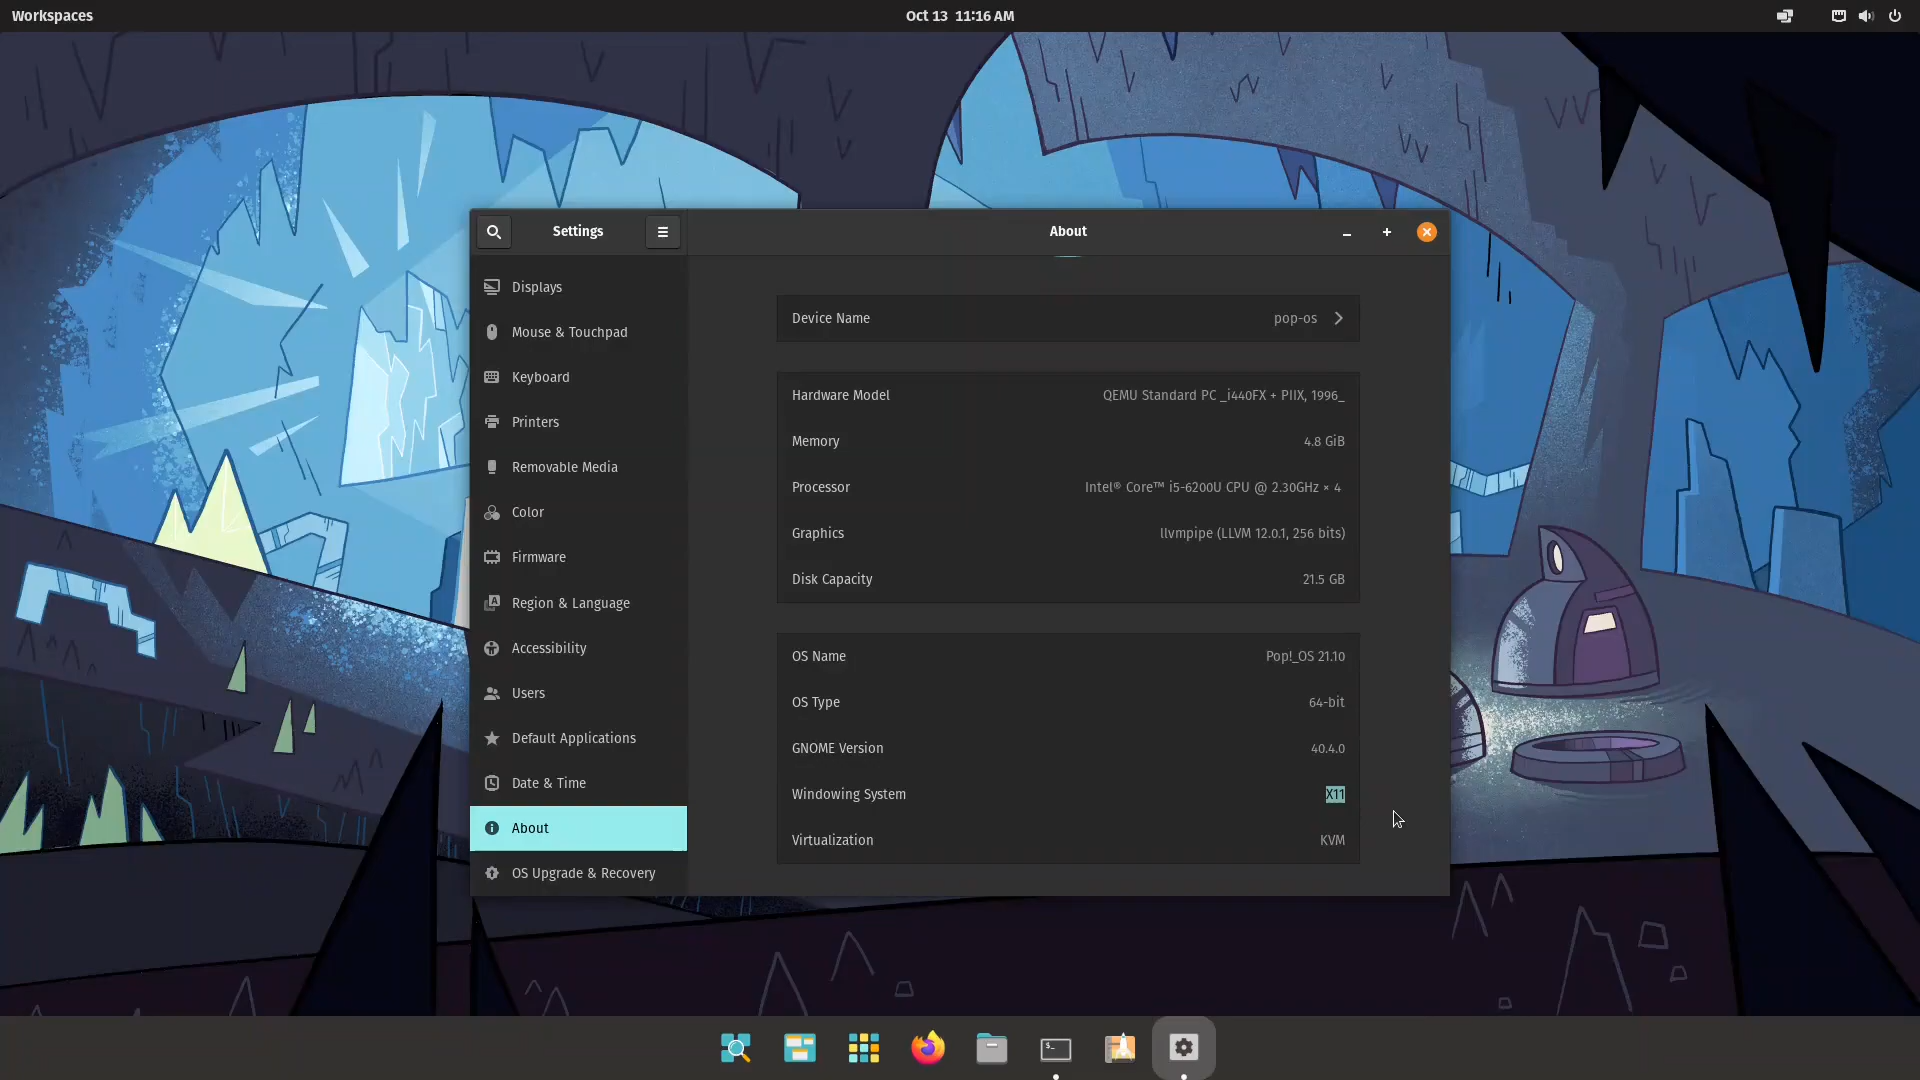 Workspaces
Oct 13 11:16 AM
Settings
About
Displays
Mouse & Touchpad
Keyboard
Printers
Removable Media
Color
Firmware
Region & Language
Accessibility
Users
Default Applications
Date & Time
About
OS Upgrade & Recovery
Device Name pop-os
Hardware Model QEMU Standard PC _i440FX + PIIX, 1996_
Memory 4.8 GiB
Processor Intel® Core™ i5-6200U CPU @ 2.30GHz × 4
Graphics llvmpipe (LLVM 12.0.1, 256 bits)
Disk Capacity 21.5 GB
OS Name Pop!_OS 21.10
OS Type 64-bit
GNOME Version 40.4.0
Windowing System X11
Virtualization KVM